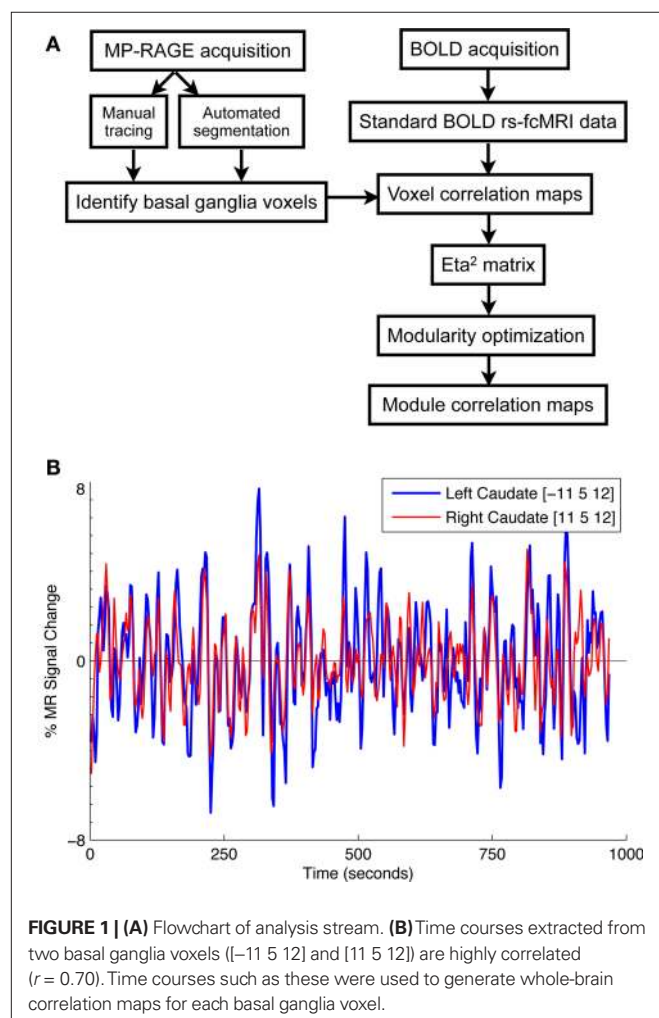 A
MP-RAGE acquisition
BOLD acquisition
Manual
tracing
Automated
segmentation
Standard BOLD rs-fcMRI data
Identify basal ganglia voxels
Voxel correlation maps
Eta² matrix
Modularity optimization
Module correlation maps
B
8
Left Caudate [−11 5 12]
Right Caudate [11 5 12]
% MR Signal Change
0
−8
0
250
500
750
1000
Time (seconds)
FIGURE 1 | (A) Flowchart of analysis stream. (B) Time courses extracted from
two basal ganglia voxels ([−11 5 12] and [11 5 12]) are highly correlated
(r = 0.70). Time courses such as these were used to generate whole-brain
correlation maps for each basal ganglia voxel.